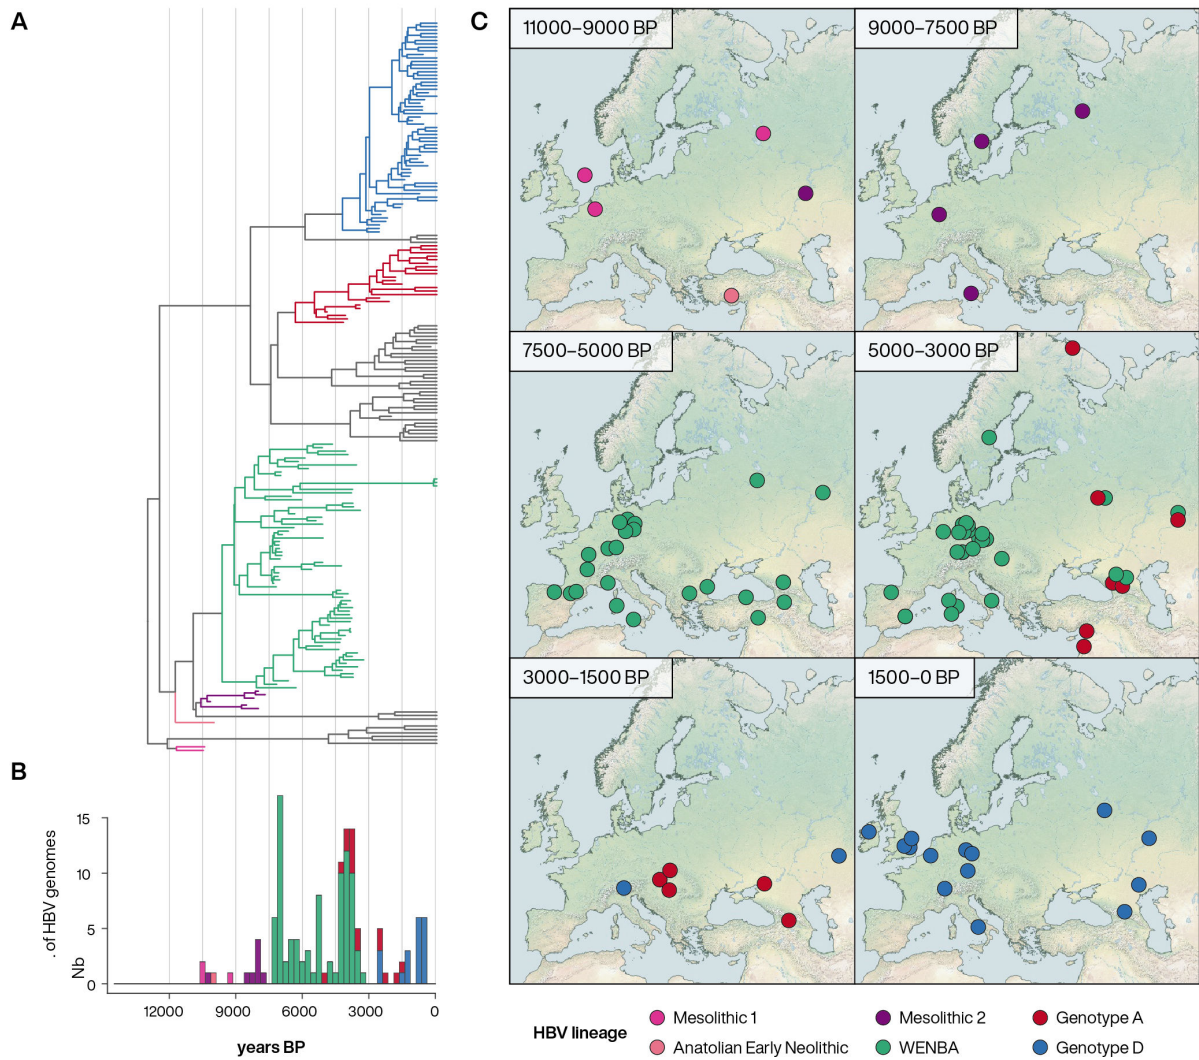 A
C
11000–9000 BP
9000–7500 BP
7500–5000 BP
5000–3000 BP
3000–1500 BP
1500–0 BP
B
15
10
5
0
Nb. of HBV genomes
12000
9000
6000
3000
0
years BP
HBV lineage
Mesolithic 1
Mesolithic 2
Genotype A
Anatolian Early Neolithic
WENBA
Genotype D